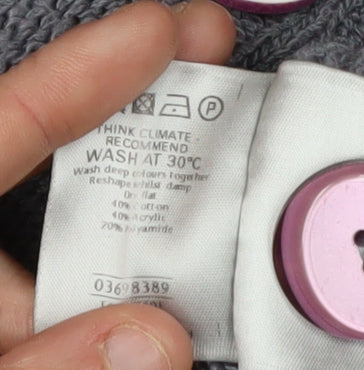 P
THINK CLIMATE -
RECOMMEND
WASH AT 30°C
Wash deep colours together
Reshape whilst damp
Dry flat
40% Cotton
40% Acrylic
20% Polyamide
03698389